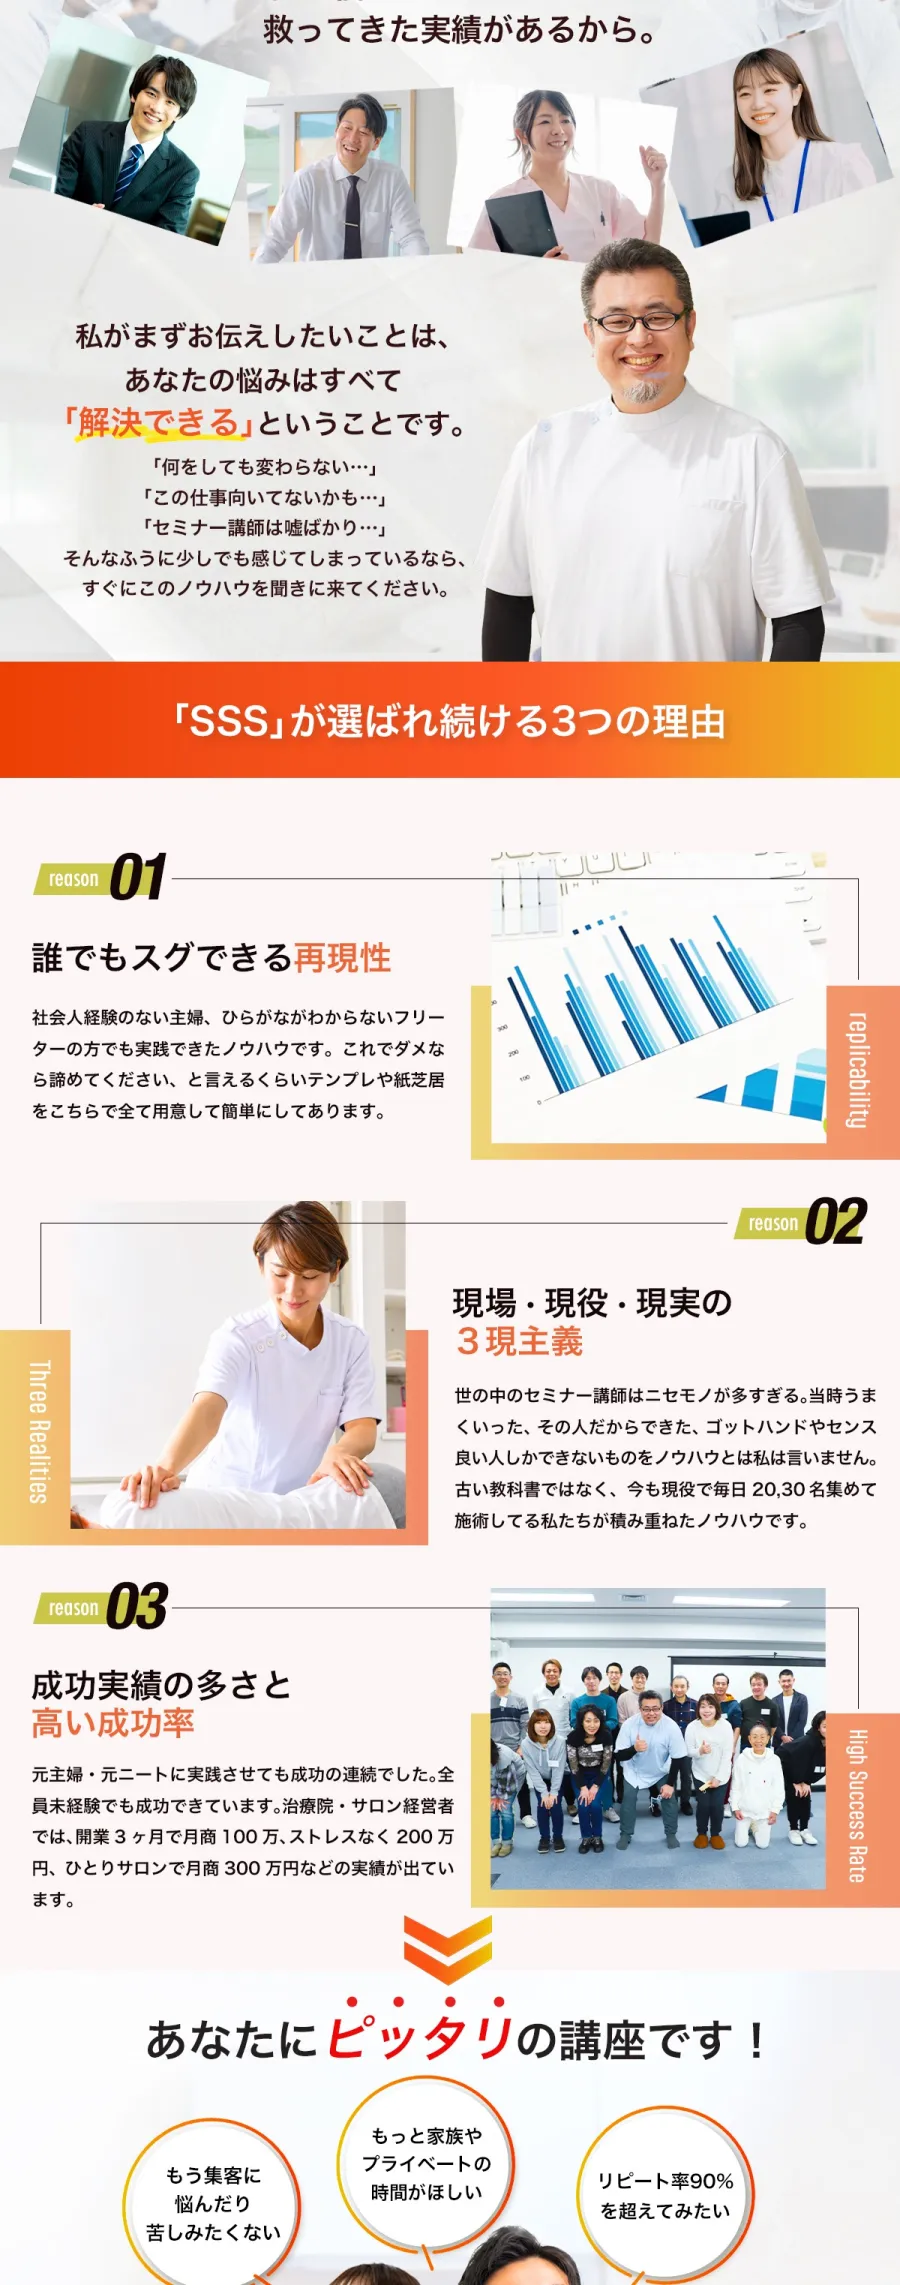 救ってきた実績があるから。
私がまずお伝えしたいことは、
あなたの悩みはすべて
「解決できる」ということです。
「何をしても変わらない…」
「この仕事向いてないかも…」
「セミナー講師は嘘ばかり…」
そんなふうに少しでも感じてしまっているなら、
すぐにこのノウハウを聞きに来てください。
「SSS」が選ばれ続ける3つの理由
reason 01
誰でもスグできる再現性
社会人経験のない主婦、ひらがながわからないフリー
ターの方でも実践できたノウハウです。これでダメな
ら諦めてください、と言えるくらいテンプレや紙芝居
をこちらで全て用意して簡単にしてあります。
300
200
100
0
replicability
reason 02
現場・現役・現実の
３現主義
世の中のセミナー講師はニセモノが多すぎる。当時うま
くいった、その人だからできた、ゴットハンドやセンス
良い人しかできないものをノウハウとは私は言いません。
古い教科書ではなく、今も現役で毎日 20,30 名集めて
施術してる私たちが積み重ねたノウハウです。
Three Realities
reason 03
成功実績の多さと
高い成功率
元主婦・元ニートに実践させても成功の連続でした。全
員未経験でも成功できています。治療院・サロン経営者
では、開業 3 ヶ月で月商 100 万、ストレスなく 200 万
円、ひとりサロンで月商 300 万円などの実績が出てい
ます。
High Success Rate
あなたにピッタリの講座です！
もう集客に
悩んだり
苦しみたくない
もっと家族や
プライベートの
時間がほしい
リピート率90%
を超えてみたい